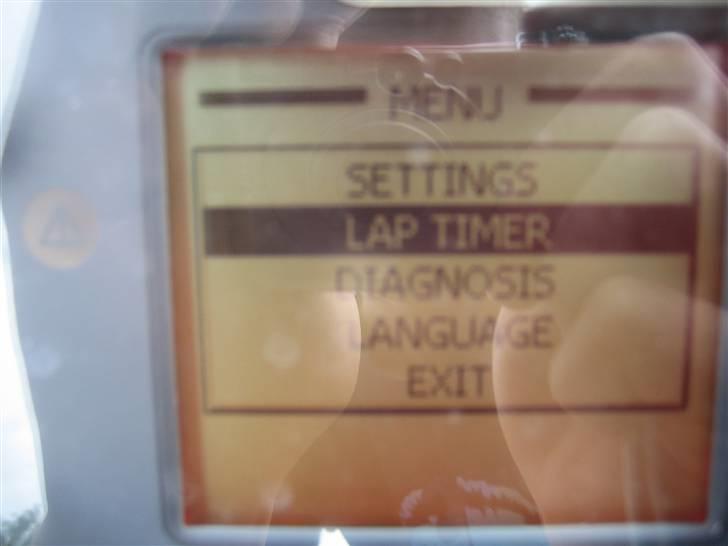 MENU
SETTINGS
LAP TIMER
DIAGNOSIS
LANGUAGE
EXIT